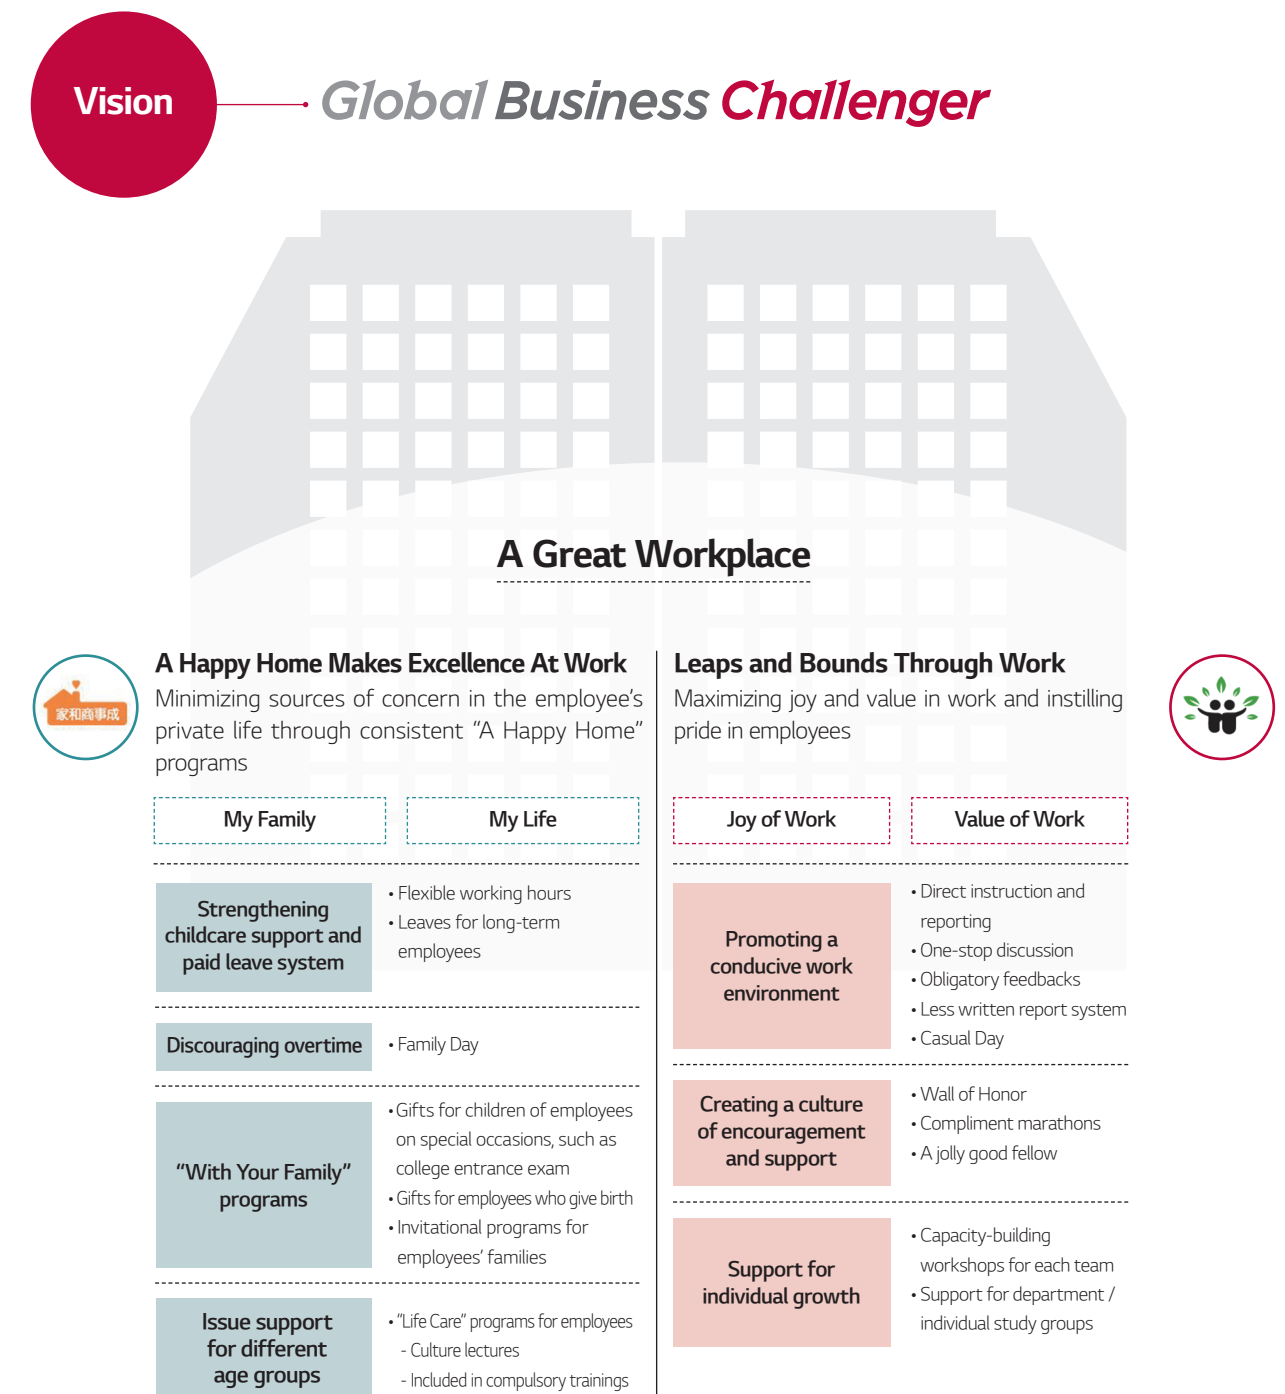 Vision
Global Business Challenger
A Great Workplace
A Happy Home Makes Excellence At Work
Minimizing sources of concern in the employee's
private life through consistent “A Happy Home”
programs
家和商事成
My Family
My Life
Strengthening
childcare support and
paid leave system
• Flexible working hours
• Leaves for long-term
employees
Discouraging overtime
• Family Day
“With Your Family”
programs
• Gifts for children of employees
on special occasions, such as
college entrance exam
• Gifts for employees who give birth
• Invitational programs for
employees’ families
Issue support
for different
age groups
• “Life Care” programs for employees
- Culture lectures
- Included in compulsory trainings
Leaps and Bounds Through Work
Maximizing joy and value in work and instilling
pride in employees
Joy of Work
Value of Work
Promoting a
conducive work
environment
• Direct instruction and
reporting
• One-stop discussion
• Obligatory feedbacks
• Less written report system
• Casual Day
Creating a culture
of encouragement
and support
• Wall of Honor
• Compliment marathons
• A jolly good fellow
Support for
individual growth
• Capacity-building
workshops for each team
• Support for department /
individual study groups